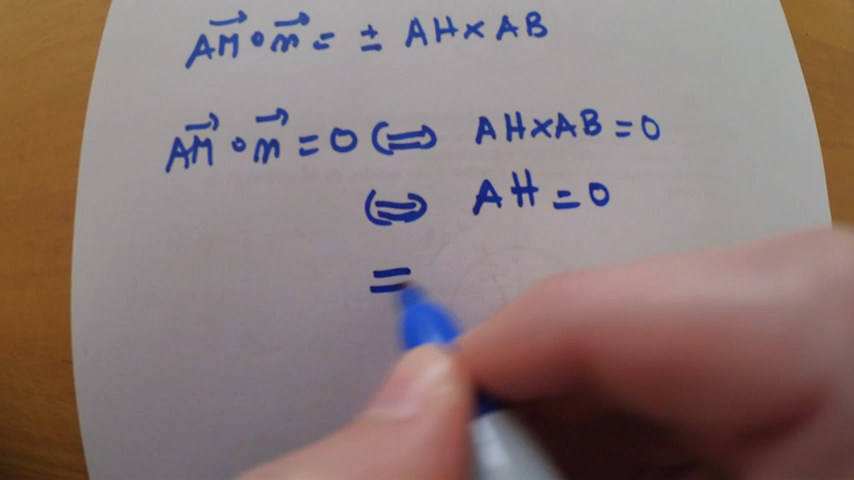 AM⃗ ∘ n⃗ = ± AH×AB
AM⃗ ∘ n⃗ = 0 ⟺ AH×AB = 0
⟺ AH = 0
=